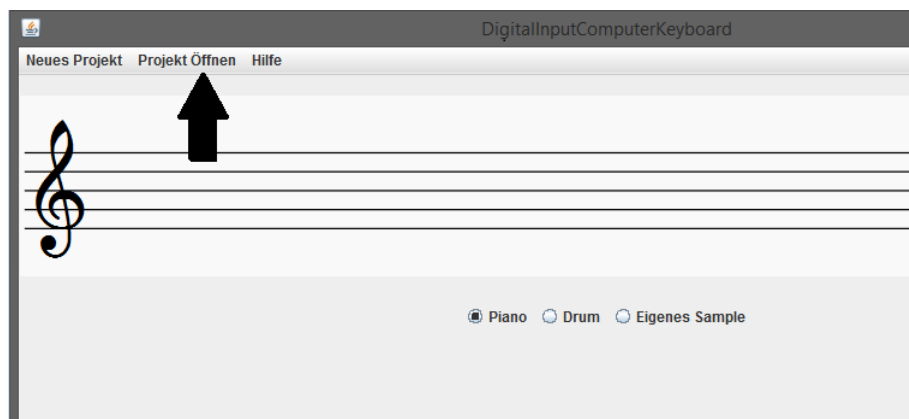 DigitalInputComputerKeyboard
Neues Projekt Projekt Öffnen Hilfe
Piano Drum Eigenes Sample